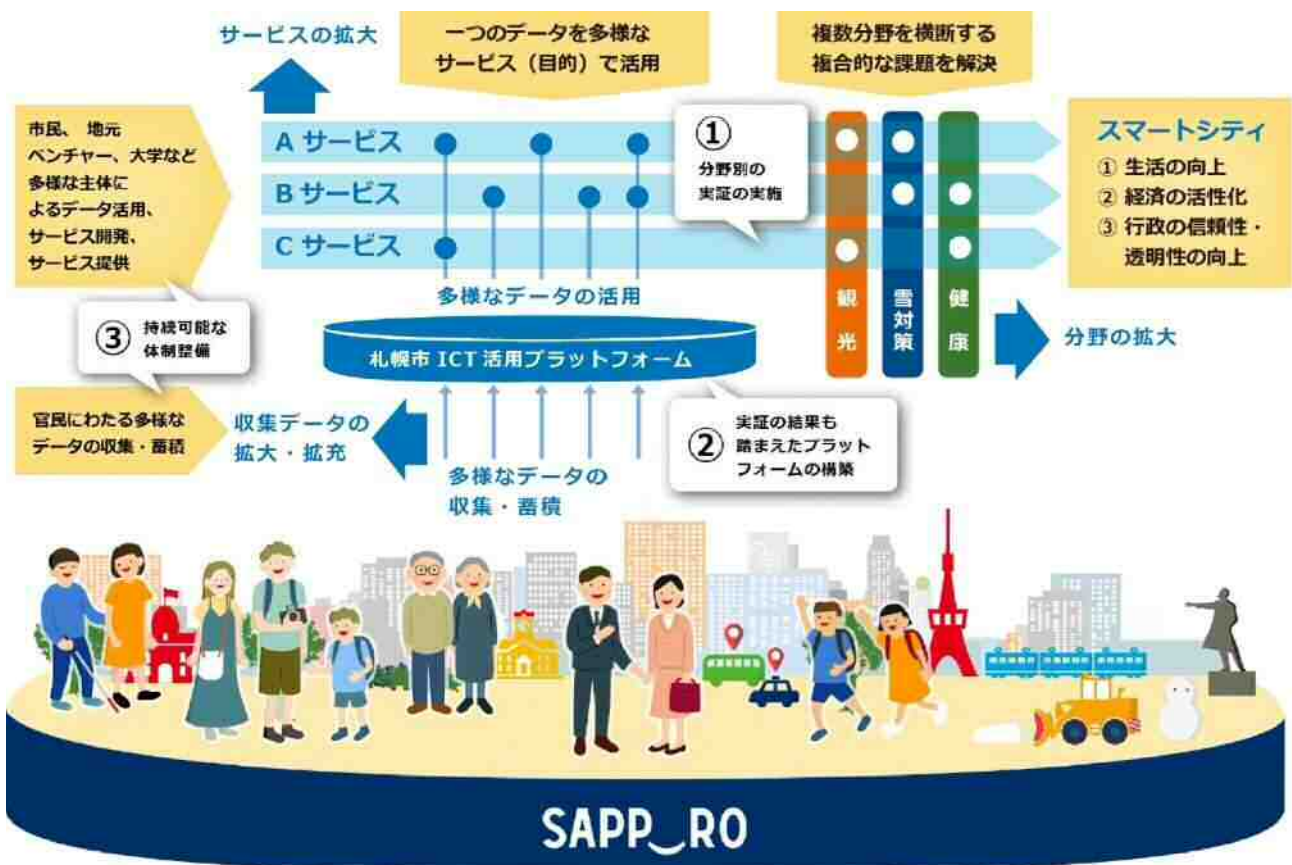 サービスの拡大
一つのデータを多様な
サービス（目的）で活用
複数分野を横断する
複合的な課題を解決
市民、 地元
ベンチャー、大学など
多様な主体に
よるデータ活用、
サービス開発、
サービス提供
A サービス
B サービス
C サービス
①
分野別の
実証の実施
スマートシティ
① 生活の向上
② 経済の活性化
③ 行政の信頼性・
透明性の向上
多様なデータの活用
観光
雪対策
健康
分野の拡大
③
持続可能な
体制整備
札幌市 ICT 活用プラットフォーム
官民にわたる多様な
データの収集・蓄積
収集データの
拡大・拡充
多様なデータの
収集・蓄積
②
実証の結果も
踏まえたプラット
フォームの構築
SAPP_RO